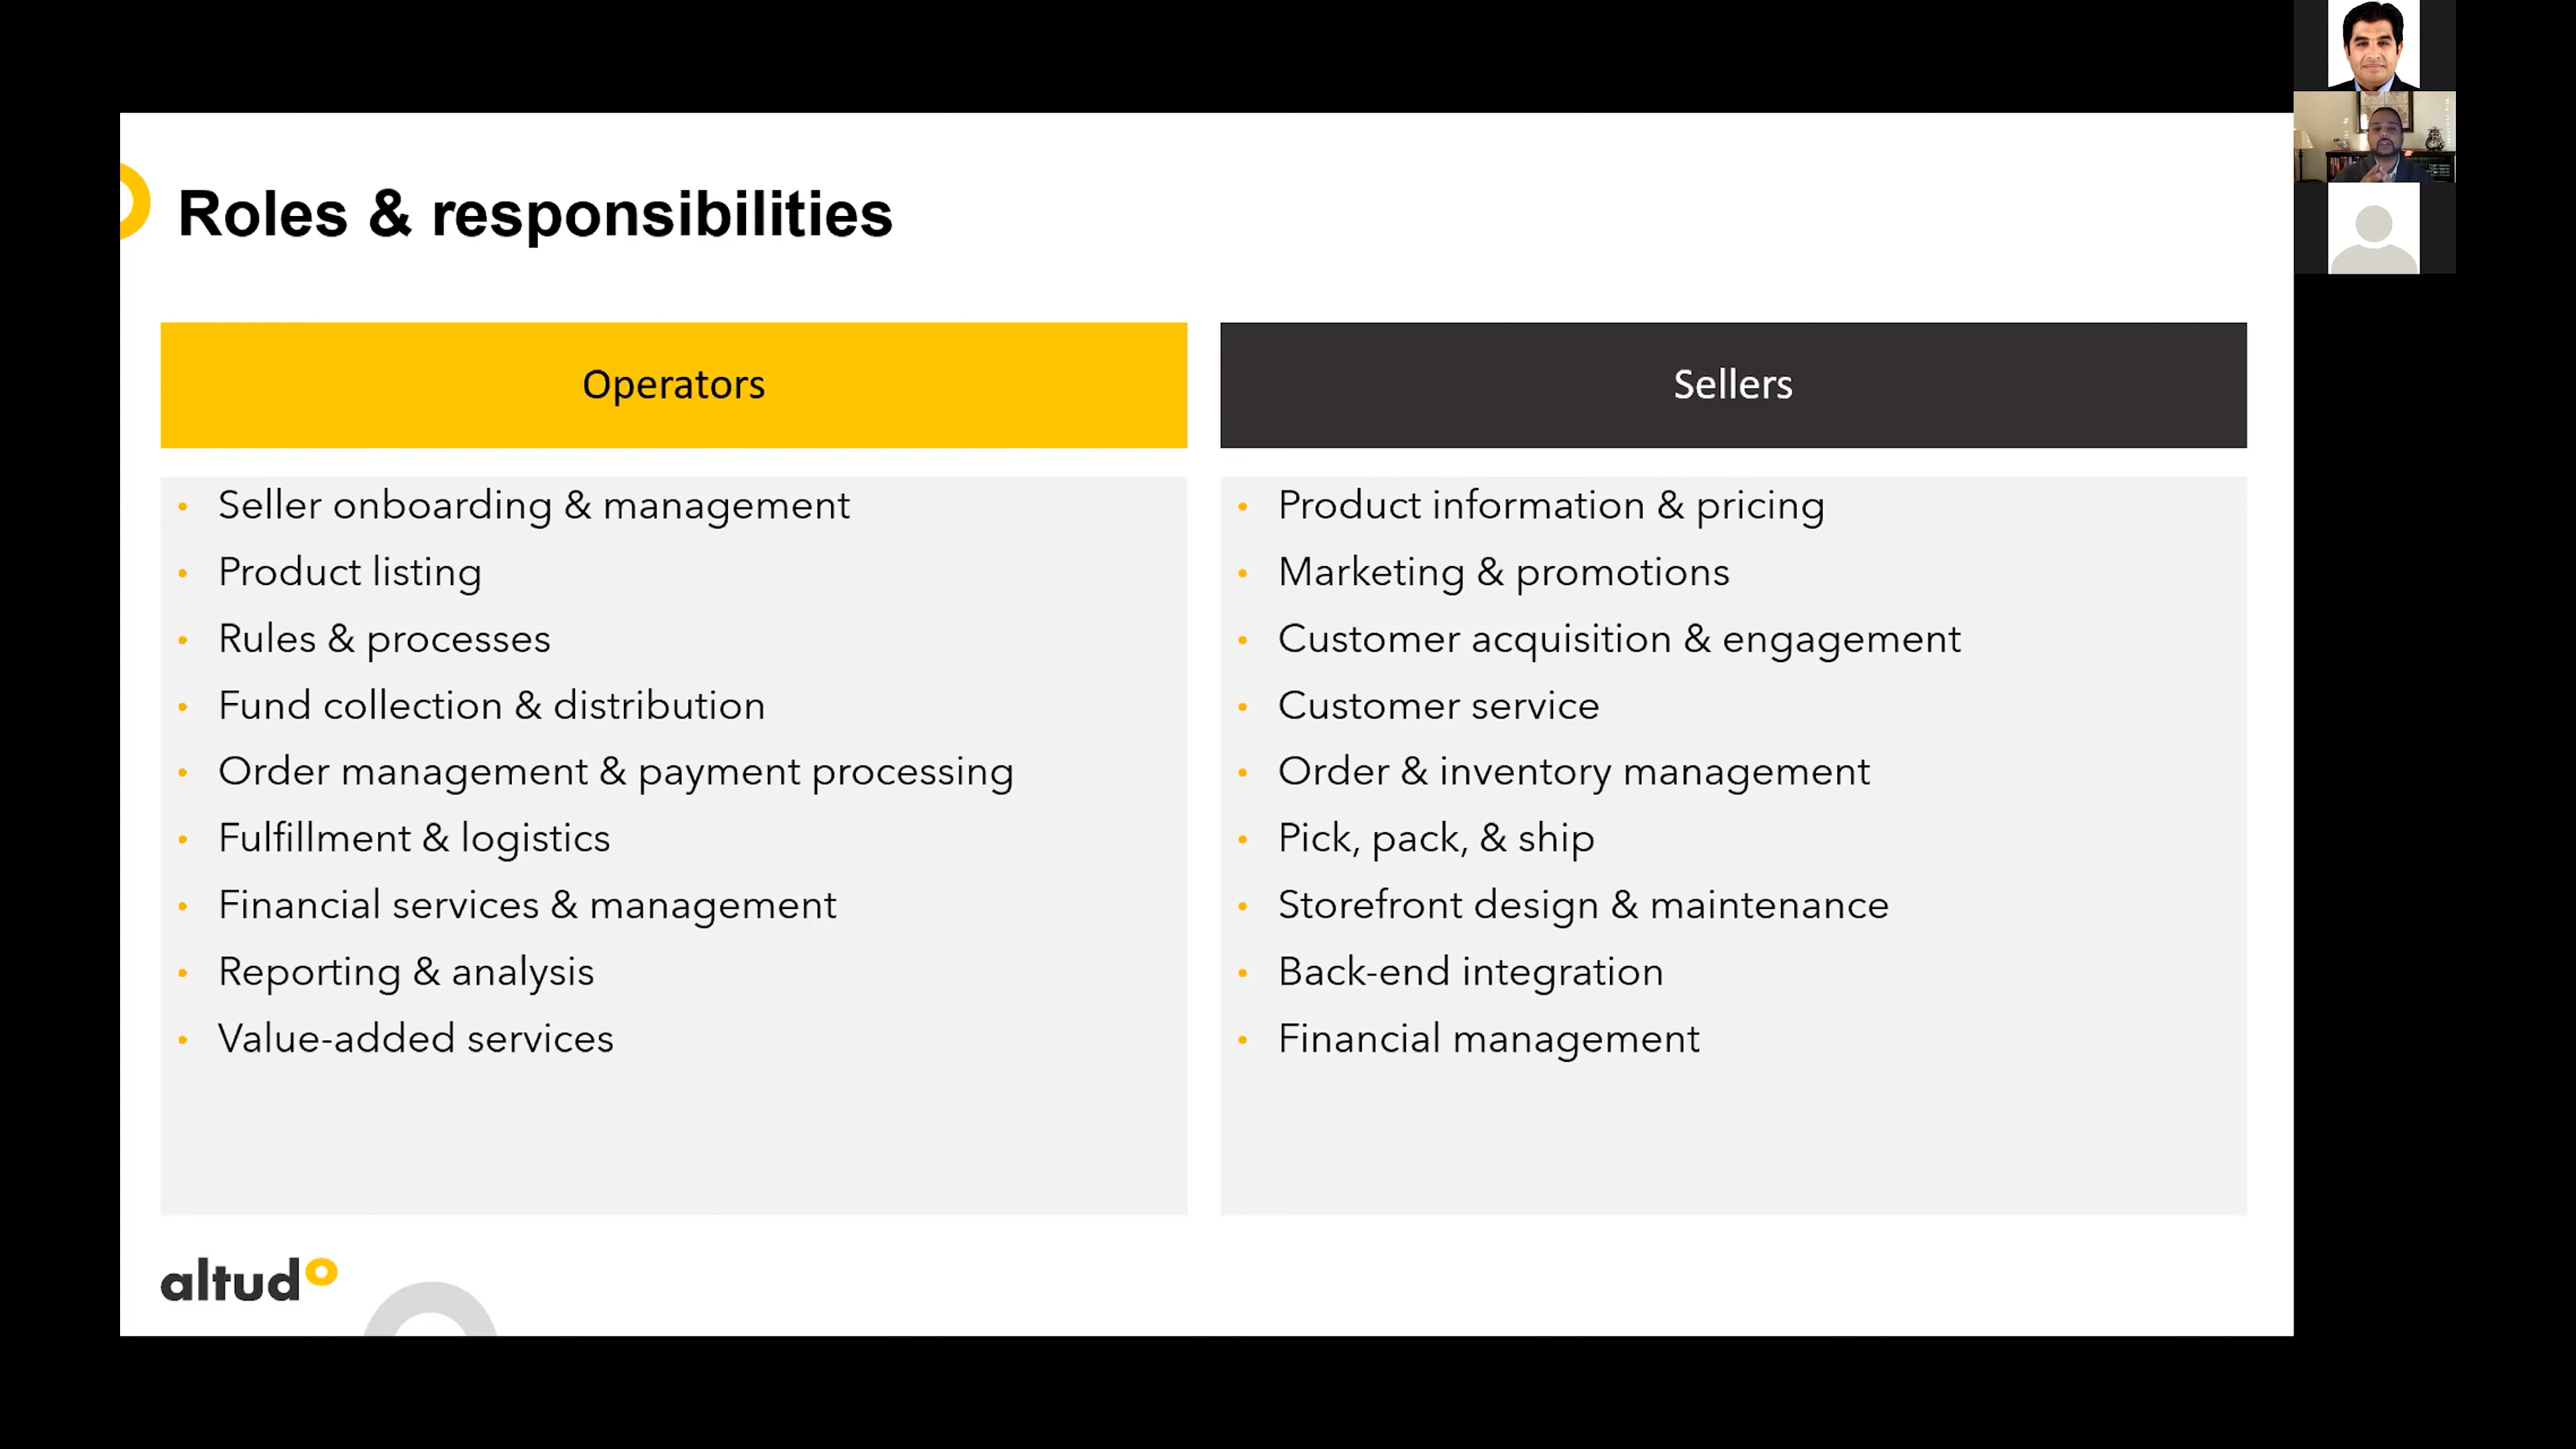 Roles & responsibilities
Operators
Seller onboarding & management
Product listing
Rules & processes
Fund collection & distribution
Order management & payment processing
Fulfillment & logistics
Financial services & management
Reporting & analysis
Value-added services
Sellers
Product information & pricing
Marketing & promotions
Customer acquisition & engagement
Customer service
Order & inventory management
Pick, pack, & ship
Storefront design & maintenance
Back-end integration
Financial management
altudo